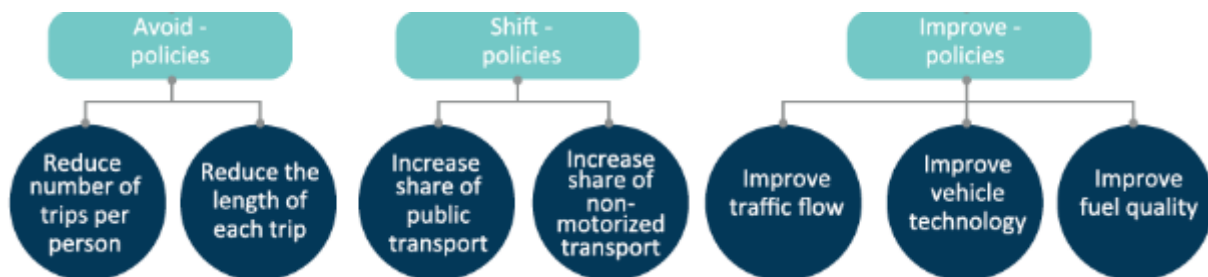 Avoid -
policies
Shift -
policies
Improve -
policies
Reduce
number of
trips per
person
Reduce the
length of
each trip
Increase
share of
public
transport
Increase
share of
non-
motorized
transport
Improve
traffic flow
Improve
vehicle
technology
Improve
fuel quality